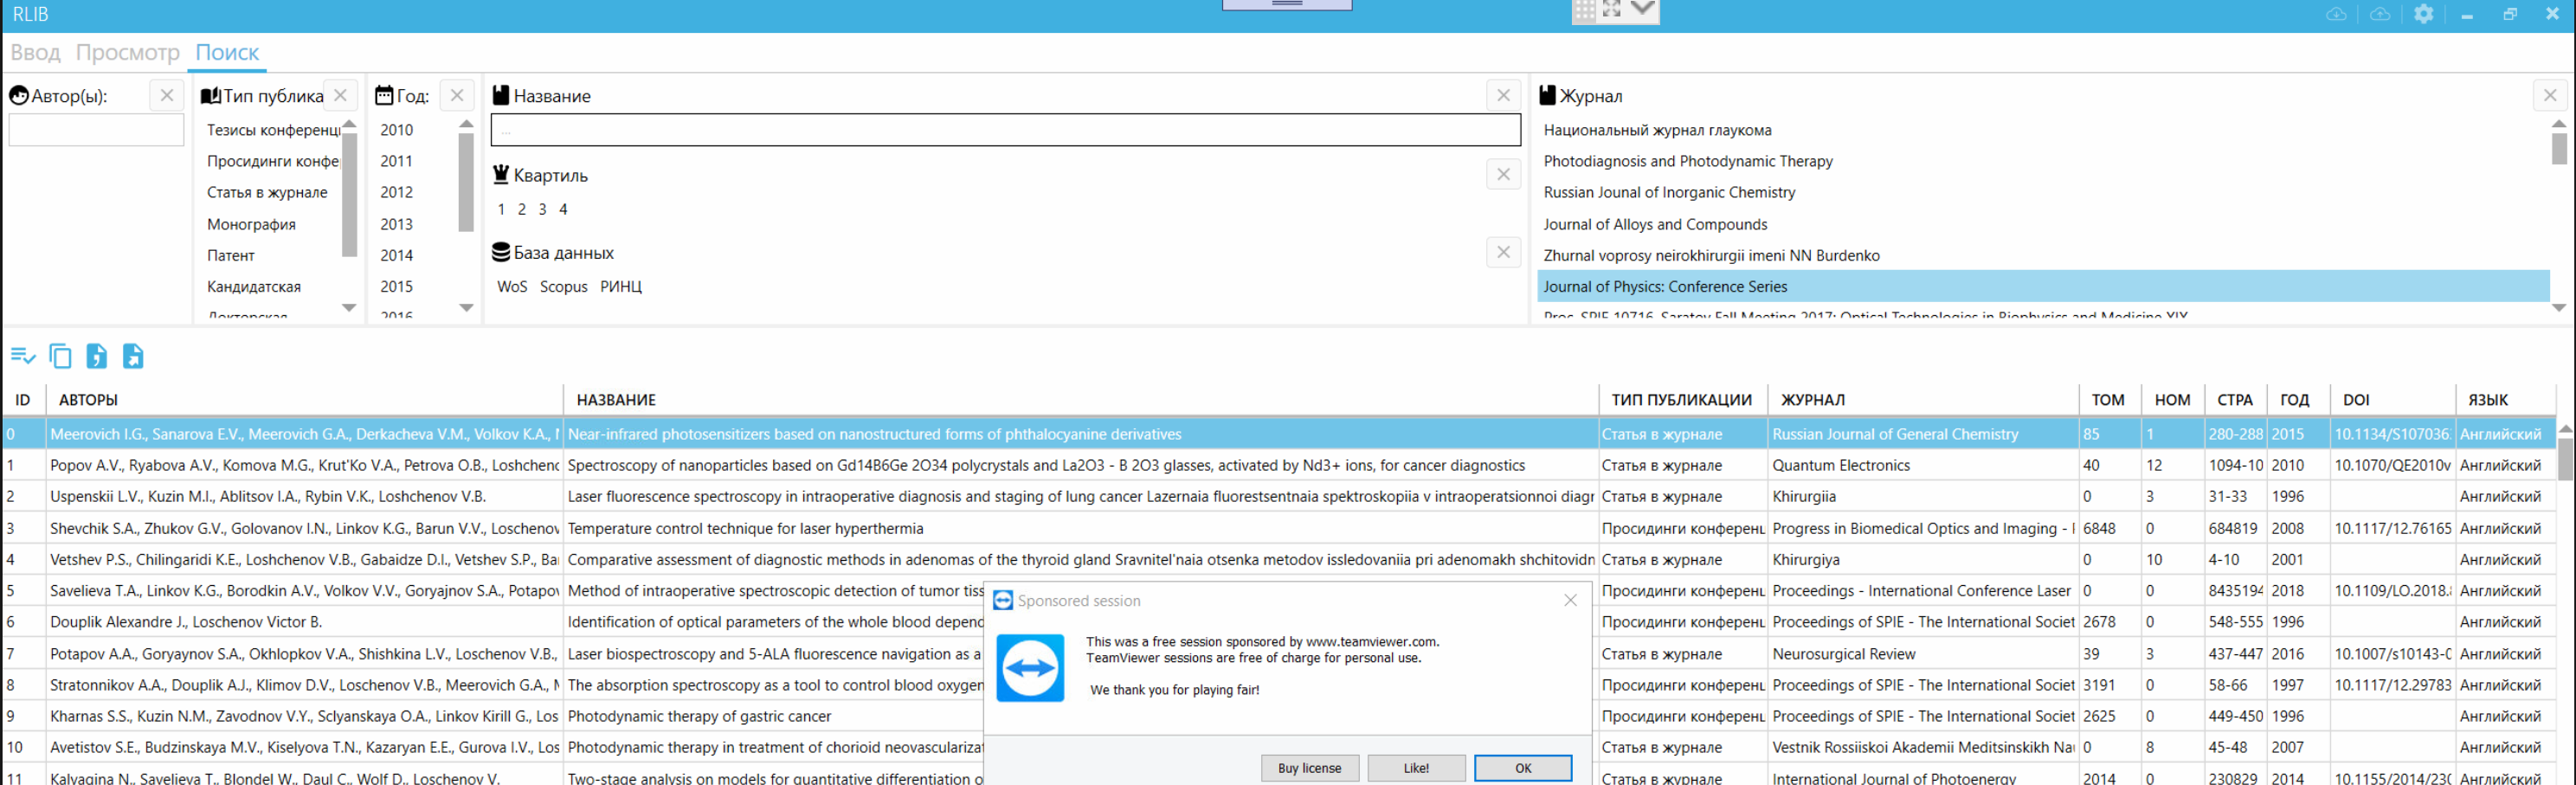 RLIB
Ввод Просмотр Поиск
Автор(ы):
Тип публика
Тезисы конференц
Просидинги конфе
Статья в журнале
Монография
Патент
Кандидатская
Докторская
Год:
2010
2011
2012
2013
2014
2015
2016
Название
...
Квартиль
1 2 3 4
База данных
WoS Scopus РИНЦ
Журнал
Национальный журнал глаукома
Photodiagnosis and Photodynamic Therapy
Russian Jounal of Inorganic Chemistry
Journal of Alloys and Compounds
Zhurnal voprosy neirokhirurgii imeni NN Burdenko
Journal of Physics: Conference Series
Proc. SPIE 10716, Saratov Fall Meeting 2017: Optical Technologies in Biophysics and Medicine XIX
ID АВТОРЫ НАЗВАНИЕ ТИП ПУБЛИКАЦИИ ЖУРНАЛ ТОМ НОМ СТРА ГОД DOI ЯЗЫК
0 Meerovich I.G., Sanarova E.V., Meerovich G.A., Derkacheva V.M., Volkov K.A., Near-infrared photosensitizers based on nanostructured forms of phthalocyanine derivatives Статья в журнале Russian Journal of General Chemistry 85 1 280-288 2015 10.1134/S107036 Английский
1 Popov A.V., Ryabova A.V., Komova M.G., Krut'Ko V.A., Petrova O.B., Loshchenc Spectroscopy of nanoparticles based on Gd14B6Ge 2O34 polycrystals and La2O3 - B 2O3 glasses, activated by Nd3+ ions, for cancer diagnostics Статья в журнале Quantum Electronics 40 12 1094-10 2010 10.1070/QE2010v Английский
2 Uspenskii L.V., Kuzin M.I., Ablitsov I.A., Rybin V.K., Loshchenov V.B. Laser fluorescence spectroscopy in intraoperative diagnosis and staging of lung cancer Lazernaia fluorestsentnaia spektroskopiia v intraoperatsionnoi diagr Статья в журнале Khirurgiia 0 3 31-33 1996 Английский
3 Shevchik S.A., Zhukov G.V., Golovanov I.N., Linkov K.G., Barun V.V., Loschenov Temperature control technique for laser hyperthermia Просидинги конференц Progress in Biomedical Optics and Imaging - 6848 0 684819 2008 10.1117/12.76165 Английский
4 Vetshev P.S., Chilingaridi K.E., Loshchenov V.B., Gabaidze D.I., Vetshev S.P., Ba Comparative assessment of diagnostic methods in adenomas of the thyroid gland Sravnitel'naia otsenka metodov issledovaniia pri adenomakh shchitovidn Статья в журнале Khirurgiya 0 10 4-10 2001 Английский
5 Savelieva T.A., Linkov K.G., Borodkin A.V., Volkov V.V., Goryajnov S.A., Potapov Method of intraoperative spectroscopic detection of tumor tiss Просидинги конференц Proceedings - International Conference Laser 0 0 8435194 2018 10.1109/LO.2018. Английский
6 Douplik Alexandre J., Loschenov Victor B. Identification of optical parameters of the whole blood depend Просидинги конференц Proceedings of SPIE - The International Societ 2678 0 548-555 1996 Английский
7 Potapov A.A., Goryaynov S.A., Okhlopkov V.A., Shishkina L.V., Loschenov V.B., Laser biospectroscopy and 5-ALA fluorescence navigation as a Статья в журнале Neurosurgical Review 39 3 437-447 2016 10.1007/s10143-0 Английский
8 Stratonnikov A.A., Douplik A.J., Klimov D.V., Loschenov V.B., Meerovich G.A., The absorption spectroscopy as a tool to control blood oxygen Просидинги конференц Proceedings of SPIE - The International Societ 3191 0 58-66 1997 10.1117/12.29783 Английский
9 Kharnas S.S., Kuzin N.M., Zavodnov V.Y., Sclyanskaya O.A., Linkov Kirill G., Los Photodynamic therapy of gastric cancer Просидинги конференц Proceedings of SPIE - The International Societ 2625 0 449-450 1996 Английский
10 Avetistov S.E., Budzinskaya M.V., Kiselyova T.N., Kazaryan E.E., Gurova I.V., Los Photodynamic therapy in treatment of chorioid neovasculariza Статья в журнале Vestnik Rossiiskoi Akademii Meditsinskikh Nau 0 8 45-48 2007 Английский
11 Kalyagina N., Savelieva T., Blondel W., Daul C., Wolf D., Loschenov V. Two-stage analysis on models for quantitative differentiation o Статья в журнале International Journal of Photoenergy 2014 0 230829 2014 10.1155/2014/230 Английский
Sponsored session
This was a free session sponsored by www.teamviewer.com.
TeamViewer sessions are free of charge for personal use.
We thank you for playing fair!
Buy license Like! OK